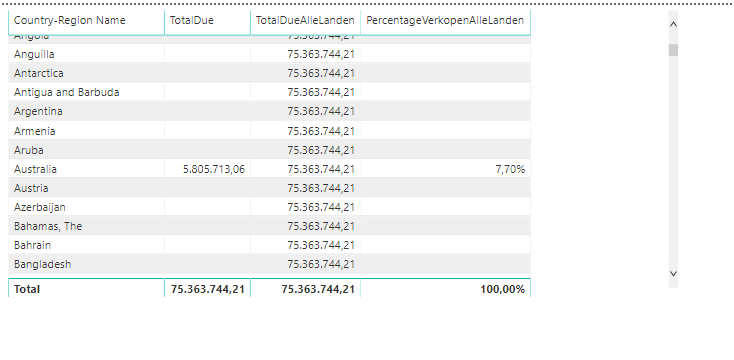 Country-Region Name TotalDue TotalDueAlleLanden PercentageVerkopenAlleLanden
Angola 75.363.744,21
Anguilla 75.363.744,21
Antarctica 75.363.744,21
Antigua and Barbuda 75.363.744,21
Argentina 75.363.744,21
Armenia 75.363.744,21
Aruba 75.363.744,21
Australia 5.805.713,06 75.363.744,21 7,70%
Austria 75.363.744,21
Azerbaijan 75.363.744,21
Bahamas, The 75.363.744,21
Bahrain 75.363.744,21
Bangladesh 75.363.744,21
Total 75.363.744,21 75.363.744,21 100,00%